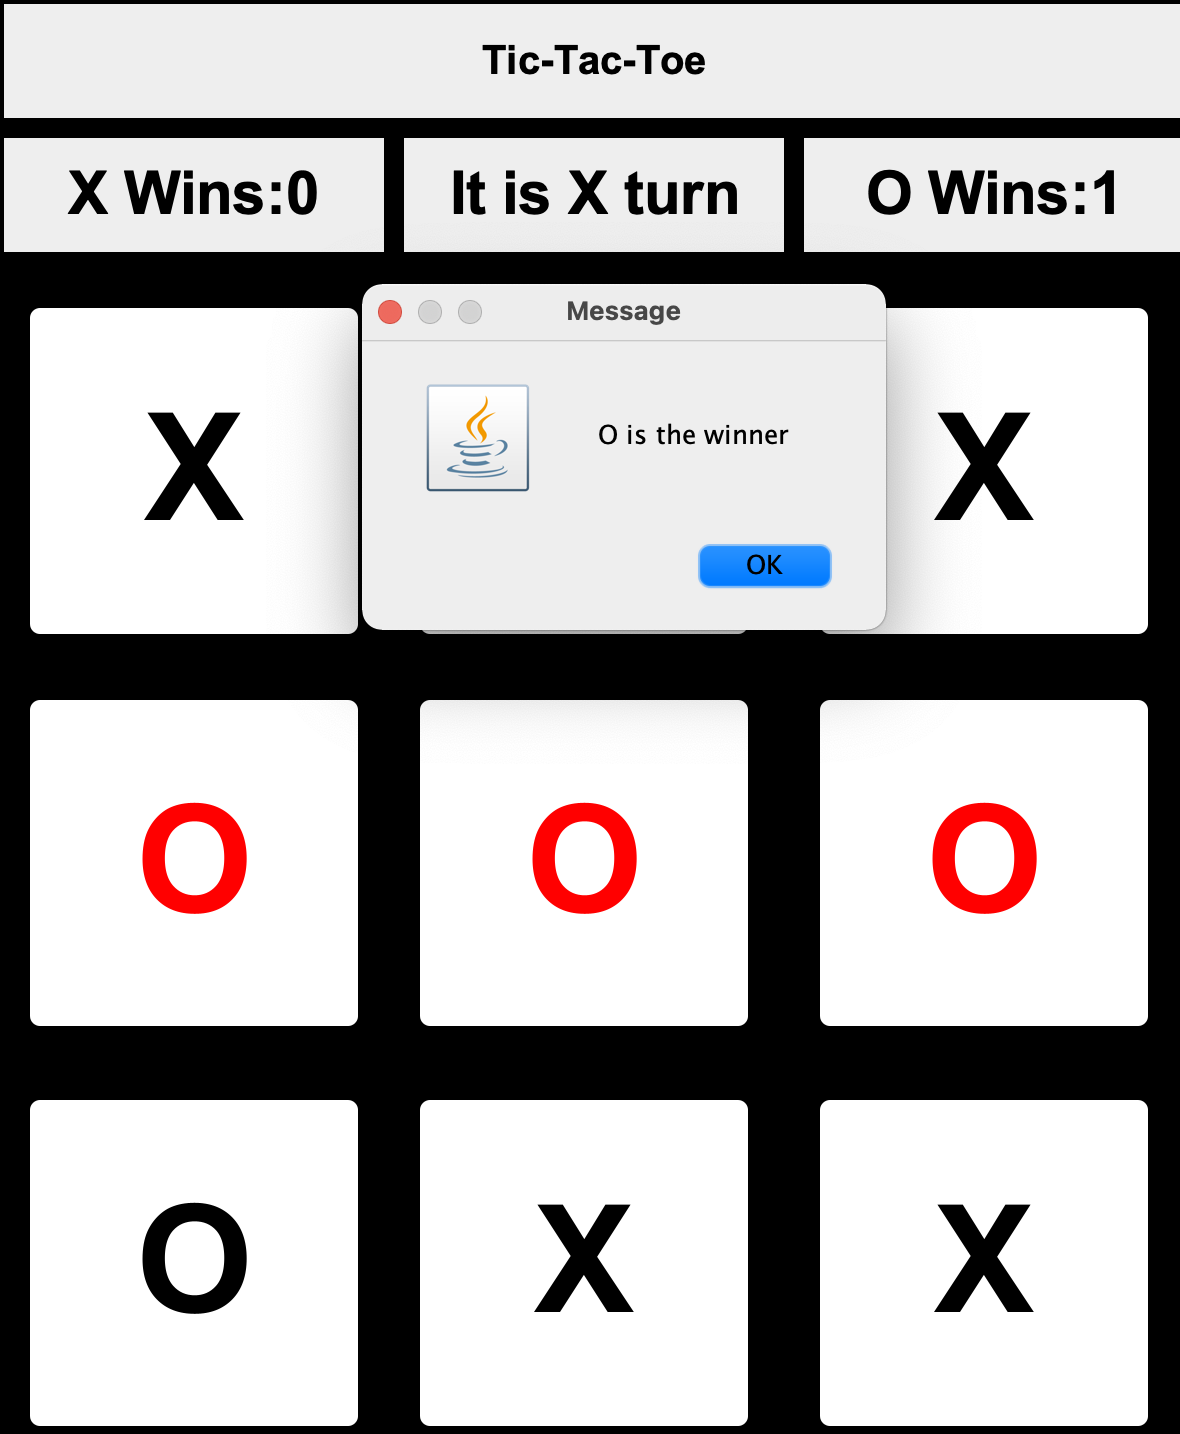 Tic-Tac-Toe
X Wins:0 It is X turn O Wins:1
Message
O is the winner
OK
X X
O O O
O X X